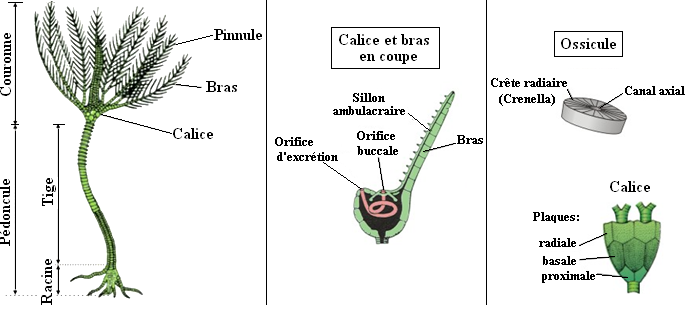 Couronne
Pédoncule
Tige
Racine
Pinnule
Bras
Calice
Calice et bras
en coupe
Sillon
ambulacraire
Orifice
d'excrétion
Orifice
buccale
Bras
Ossicule
Crête radiaire
(Crenella)
Canal axial
Calice
Plaques:
radiale
basale
proximale